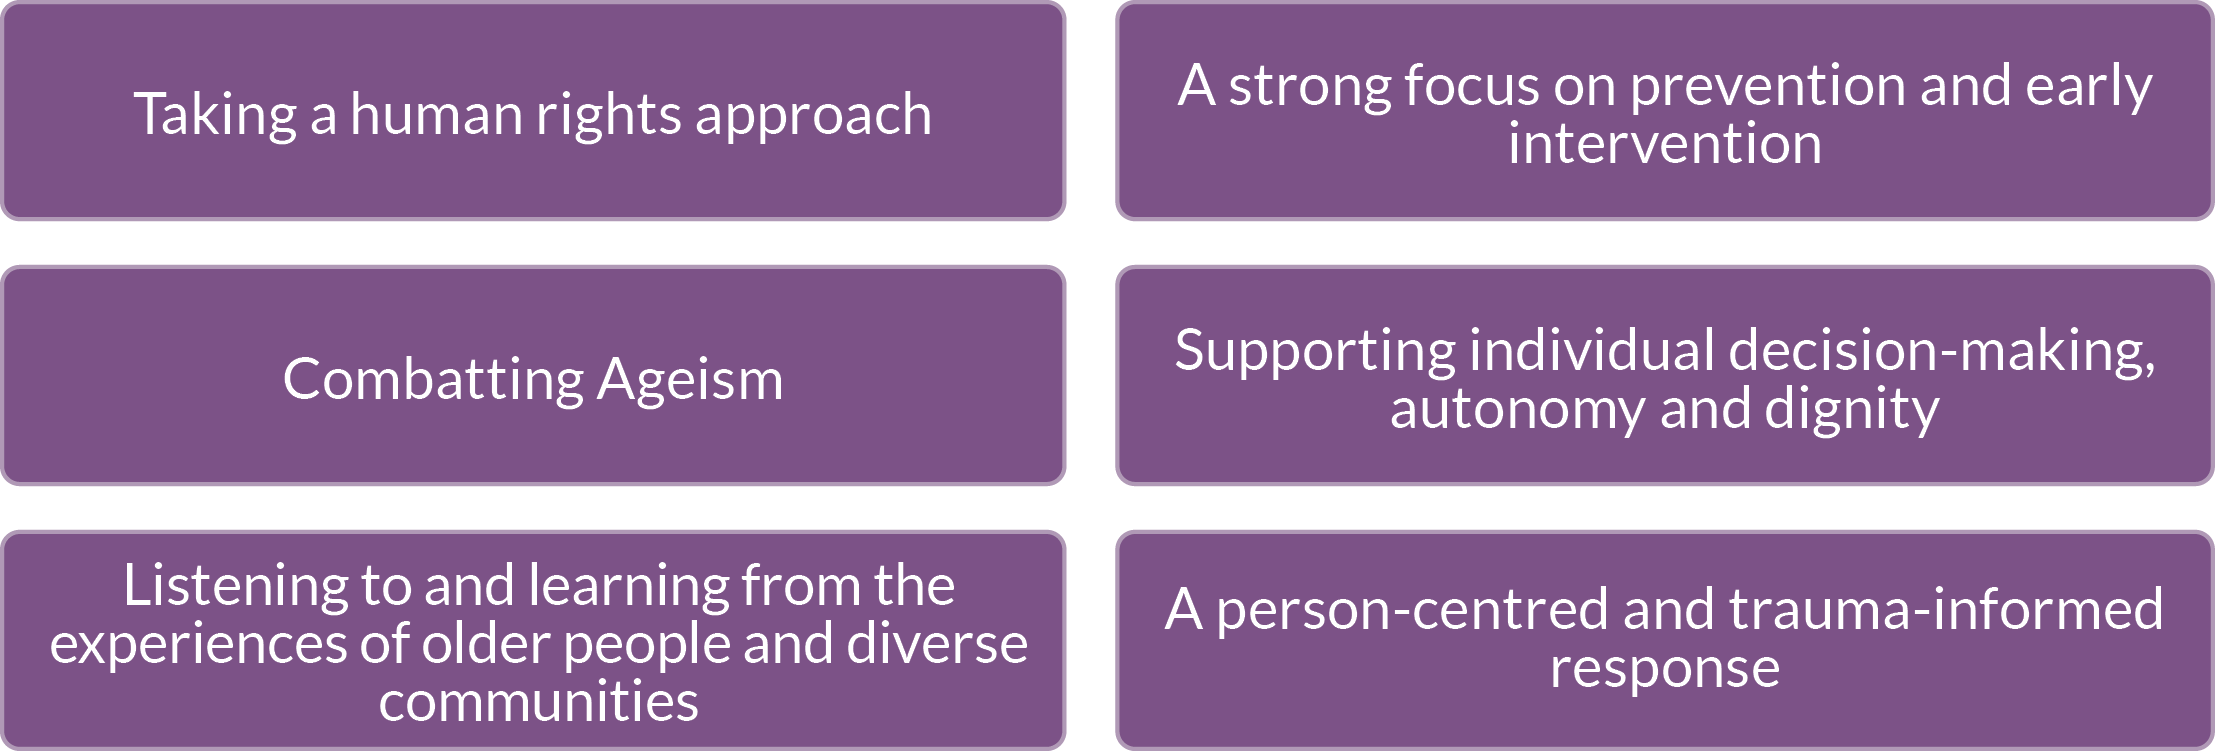 Taking a human rights approach
A strong focus on prevention and early
intervention
Combatting Ageism
Supporting individual decision-making,
autonomy and dignity
Listening to and learning from the
experiences of older people and diverse
communities
A person-centred and trauma-informed
response